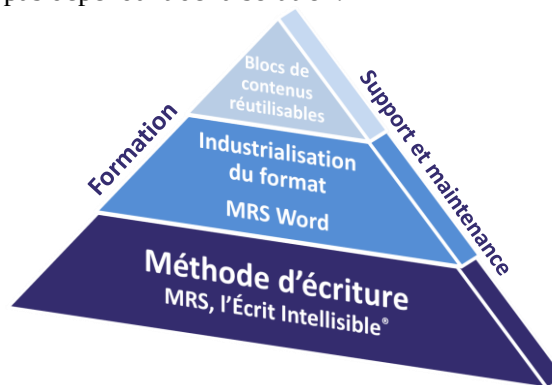 Blocs de
contenus
réutilisables
Formation
Support et maintenance
Industrialisation
du format
MRS Word
Méthode d'écriture
MRS, l'Écrit Intellisible®